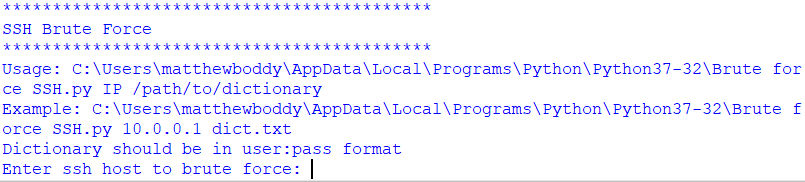 *******************************************
SSH Brute Force
*******************************************
Usage: C:\Users\matthewboddy\AppData\Local\Programs\Python\Python37-32\Brute for
ce SSH.py IP /path/to/dictionary
Example: C:\Users\matthewboddy\AppData\Local\Programs\Python\Python37-32\Brute f
orce SSH.py 10.0.0.1 dict.txt
Dictionary should be in user:pass format
Enter ssh host to brute force: